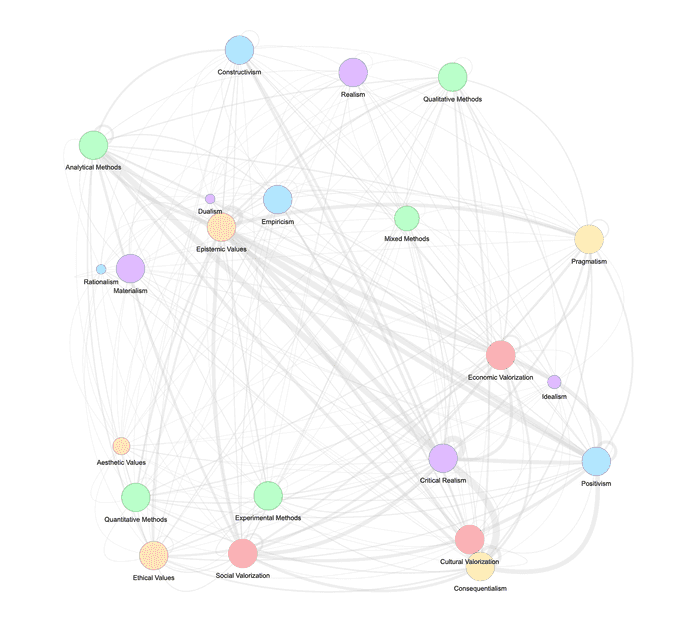 Constructivism
Realism
Qualitative Methods
Analytical Methods
Dualism
Empiricism
Mixed Methods
Epistemic Values
Pragmatism
Rationalism
Materialism
Economic Valorization
Idealism
Aesthetic Values
Critical Realism
Positivism
Quantitative Methods
Experimental Methods
Cultural Valorization
Ethical Values
Social Valorization
Consequentialism